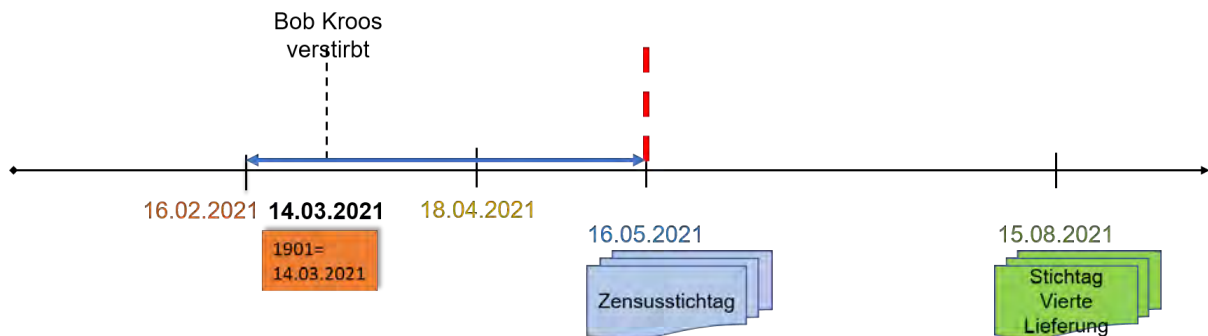 Bob Kroos
verstirbt
16.02.2021 14.03.2021 18.04.2021
1901=
14.03.2021
16.05.2021
Zensusstichtag
15.08.2021
Stichtag
Vierte
Lieferung